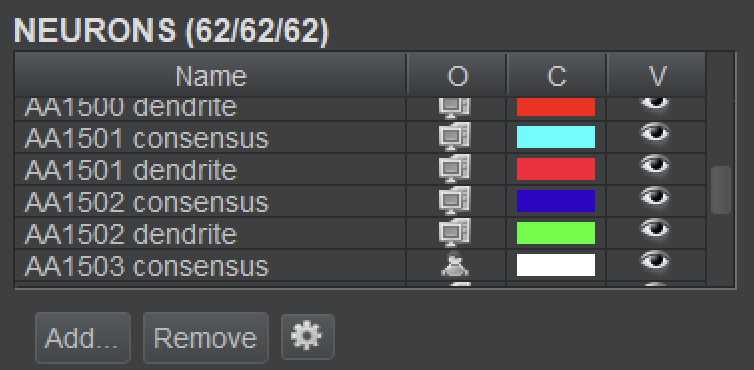 NEURONS (62/62/62)
Name O C V
AA1500 dendrite
AA1501 consensus
AA1501 dendrite
AA1502 consensus
AA1502 dendrite
AA1503 consensus
Add... Remove